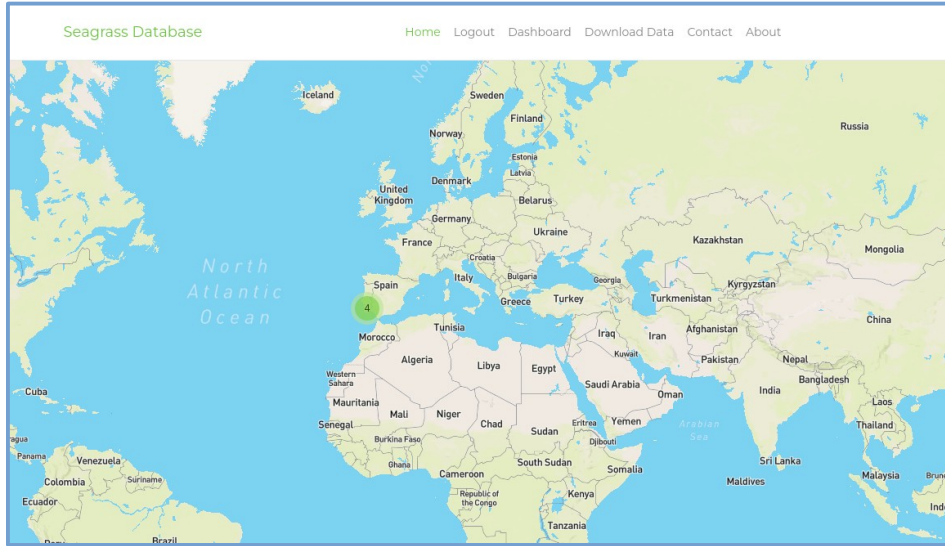 Seagrass Database
Home Logout Dashboard Download Data Contact About
Iceland
Sweden
Finland
Norway
Russia
Estonia
Latvia
Denmark
United
Kingdom
Belarus
Germany
Ukraine
France
Kazakhstan
Mongolia
Croatia
North
Atlantic
Ocean
Italy
Bulgaria
Georgia
Spain
Kyrgyzstan
Greece
Turkey
Turkmenistan
4
China
Tunisia
Morocco
Iraq
Iran
Afghanistan
Algeria
Libya
Egypt
Kuwait
Pakistan
Nepal
Western
Sahara
Saudi Arabia
Oman
India
Bangladesh
Cuba
Mauritania
Laos
Mali
Niger
Chad
Sudan
Eritrea
Yemen
Arabian
Sea
Thailand
Senegal
Burkina Faso
Djibouti
agua
Panama
Venezuela
Ghana
South Sudan
Somalia
Sri Lanka
Colombia
Suriname
Cameroon
Maldives
Malaysia
Brun
Ecuador
Republic of
the Congo
Kenya
Ind
Tanzania
Brazil